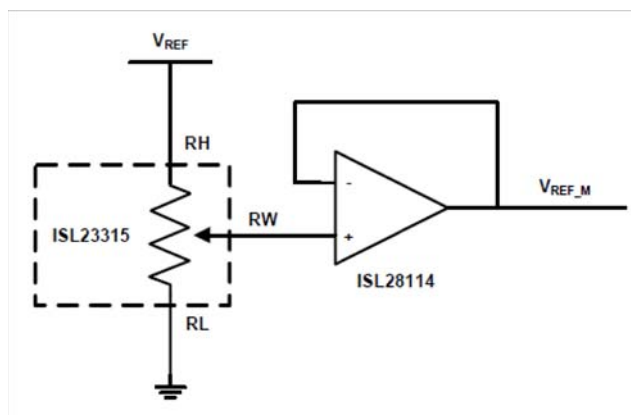 VREF
RH
ISL23315
RW
RL
-
+
ISL28114
VREF_M